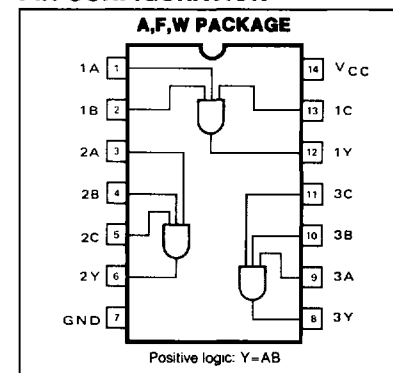 A,F,W PACKAGE
1A 1 14 VCC
1B 2 13 1C
2A 3 12 1Y
2B 4 11 3C
2C 5 10 3B
2Y 6 9 3A
GND 7 8 3Y
Positive logic: Y=AB